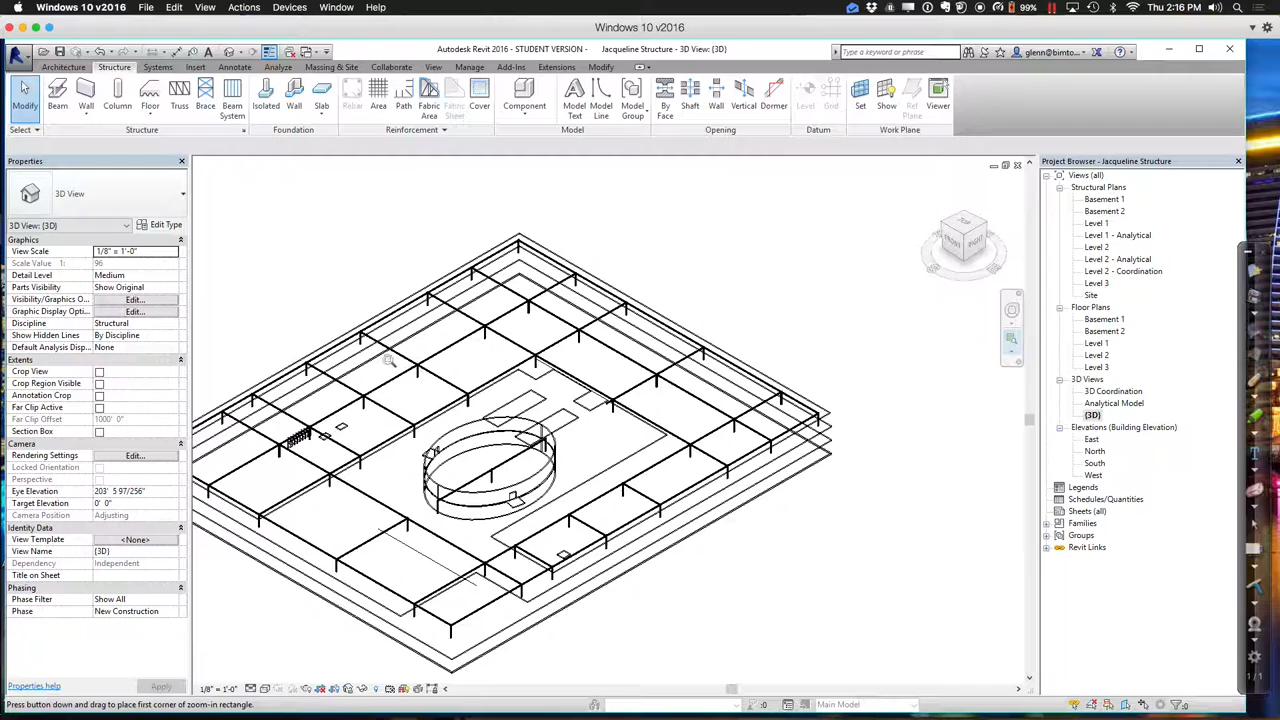 Windows 10 v2016 File Edit View Actions Devices Window Help 99% Thu 2:16 PM
Windows 10 v2016
Autodesk Revit 2016 - STUDENT VERSION - Jacqueline Structure - 3D View: {3D} Type a keyword or phrase glenn@bimto...
Architecture Structure Systems Insert Annotate Analyze Massing & Site Collaborate View Manage Add-Ins Extensions Modify
Modify Beam Wall Column Floor Truss Brace Beam System Isolated Wall Slab Rebar Area Path Fabric Area Fabric Sheet Cover Component Model Text Model Line Model Group By Face Shaft Wall Vertical Dormer Level Grid Set Show Ref Plane Viewer
Select Structure Foundation Reinforcement Model Opening Datum Work Plane
Properties
3D View
3D View: {3D} Edit Type
Graphics
View Scale 1/8" = 1'-0"
Scale Value 1: 96
Detail Level Medium
Parts Visibility Show Original
Visibility/Graphics O... Edit...
Graphic Display Opti... Edit...
Discipline Structural
Show Hidden Lines By Discipline
Default Analysis Disp... None
Extents
Crop View
Crop Region Visible
Annotation Crop
Far Clip Active
Far Clip Offset 1000' 0"
Section Box
Camera
Rendering Settings Edit...
Locked Orientation
Perspective
Eye Elevation 203' 5 97/256"
Target Elevation 0' 0"
Camera Position Adjusting
Identity Data
View Template <None>
View Name {3D}
Dependency Independent
Title on Sheet
Phasing
Phase Filter Show All
Phase New Construction
Properties help Apply
TOP
FRONT
RIGHT
Project Browser - Jacqueline Structure
Views (all)
Structural Plans
Basement 1
Basement 2
Level 1
Level 1 - Analytical
Level 2
Level 2 - Analytical
Level 2 - Coordination
Level 3
Site
Floor Plans
Basement 1
Basement 2
Level 1
Level 2
Level 3
3D Views
3D Coordination
Analytical Model
{3D}
Elevations (Building Elevation)
East
North
South
West
Legends
Schedules/Quantities
Sheets (all)
Families
Groups
Revit Links
1 / 1
1/8" = 1'-0"
Press button down and drag to place first corner of zoom-in rectangle. :0 Main Model :0